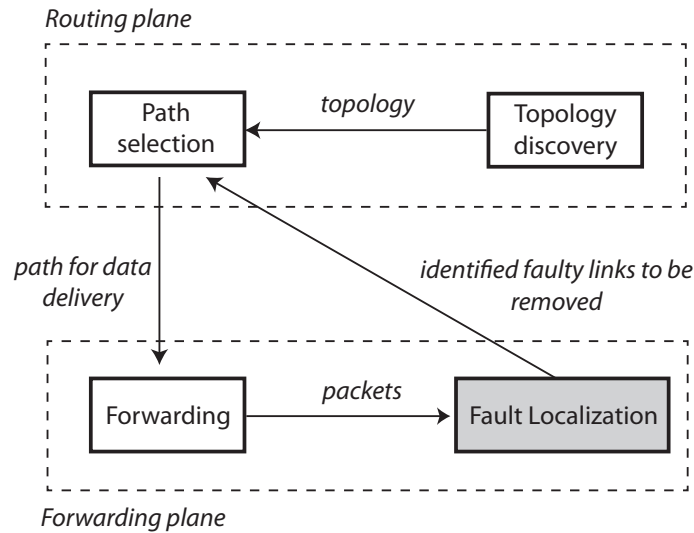 Routing plane
Path
selection
topology
Topology
discovery
path for data
delivery
identified faulty links to be
removed
Forwarding
packets
Fault Localization
Forwarding plane